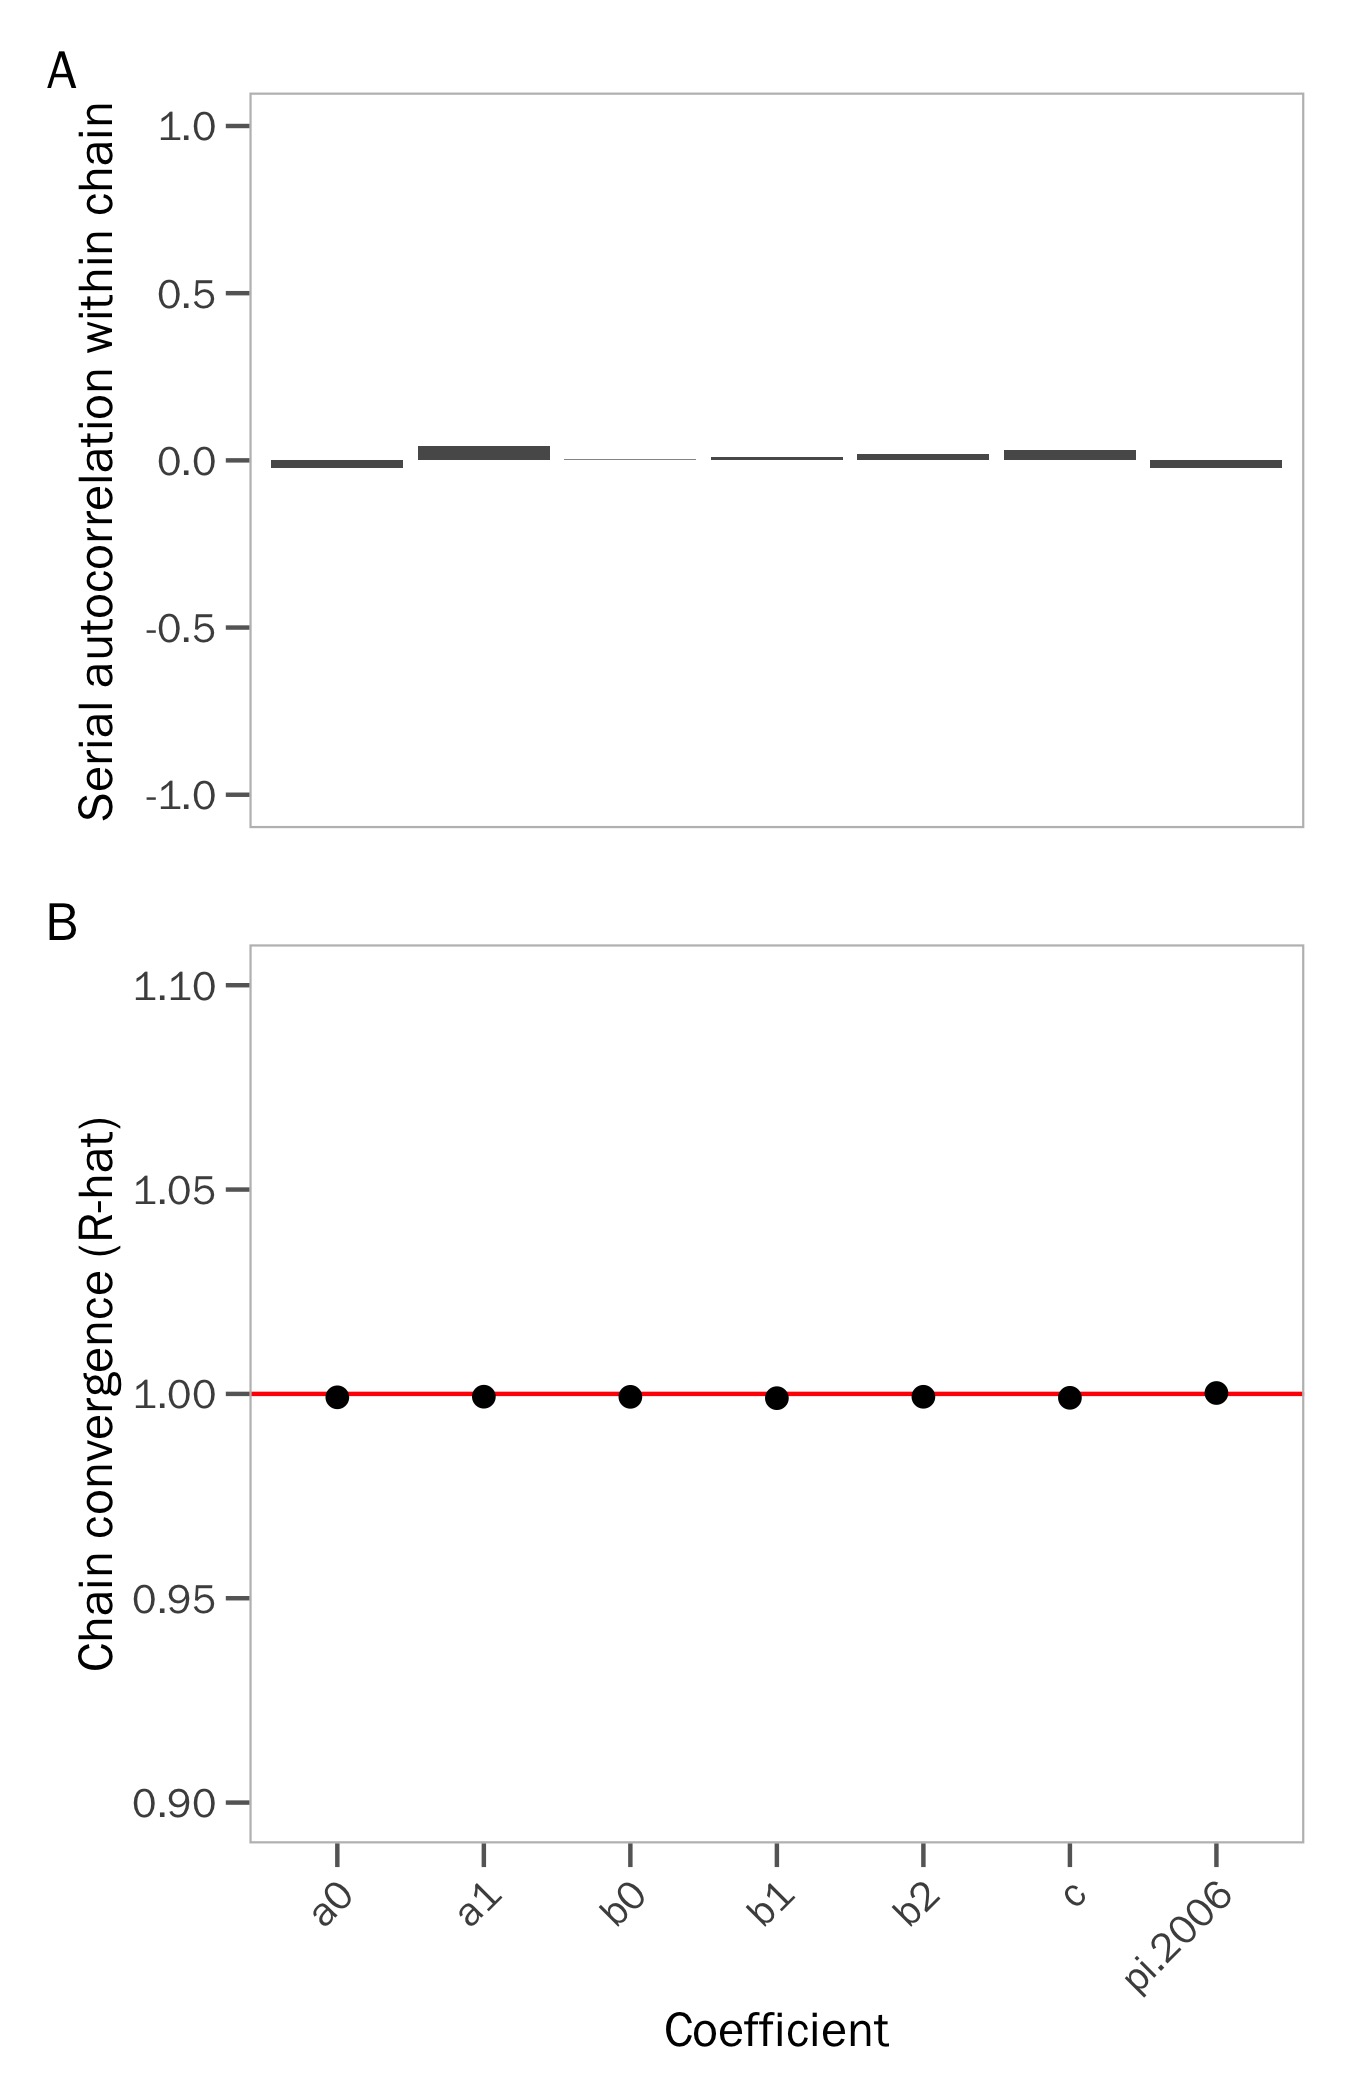 A
Serial autocorrelation within chain
1.0
0.5
0.0
-0.5
-1.0
B
Chain convergence (R-hat)
1.10
1.05
1.00
0.95
0.90
a0
a1
b0
b1
b2
c
pi.2006
Coefficient